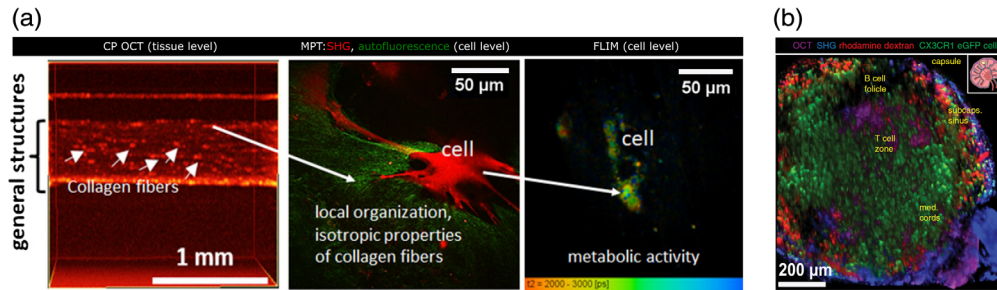 (a)
CP OCT (tissue level)
MPT:SHG, autofluorescence (cell level)
FLIM (cell level)
general structures
Collagen fibers
1 mm
50 µm
cell
local organization,
isotropic properties
of collagen fibers
50 µm
cell
metabolic activity
t2 = 2000 - 3000 [ps]
(b)
OCT SHG rhodamine dextran CX3CR1 eGFP cell
capsule
B cell
folicle
subcaps.
sinus
T cell
zone
med.
cords
200 µm